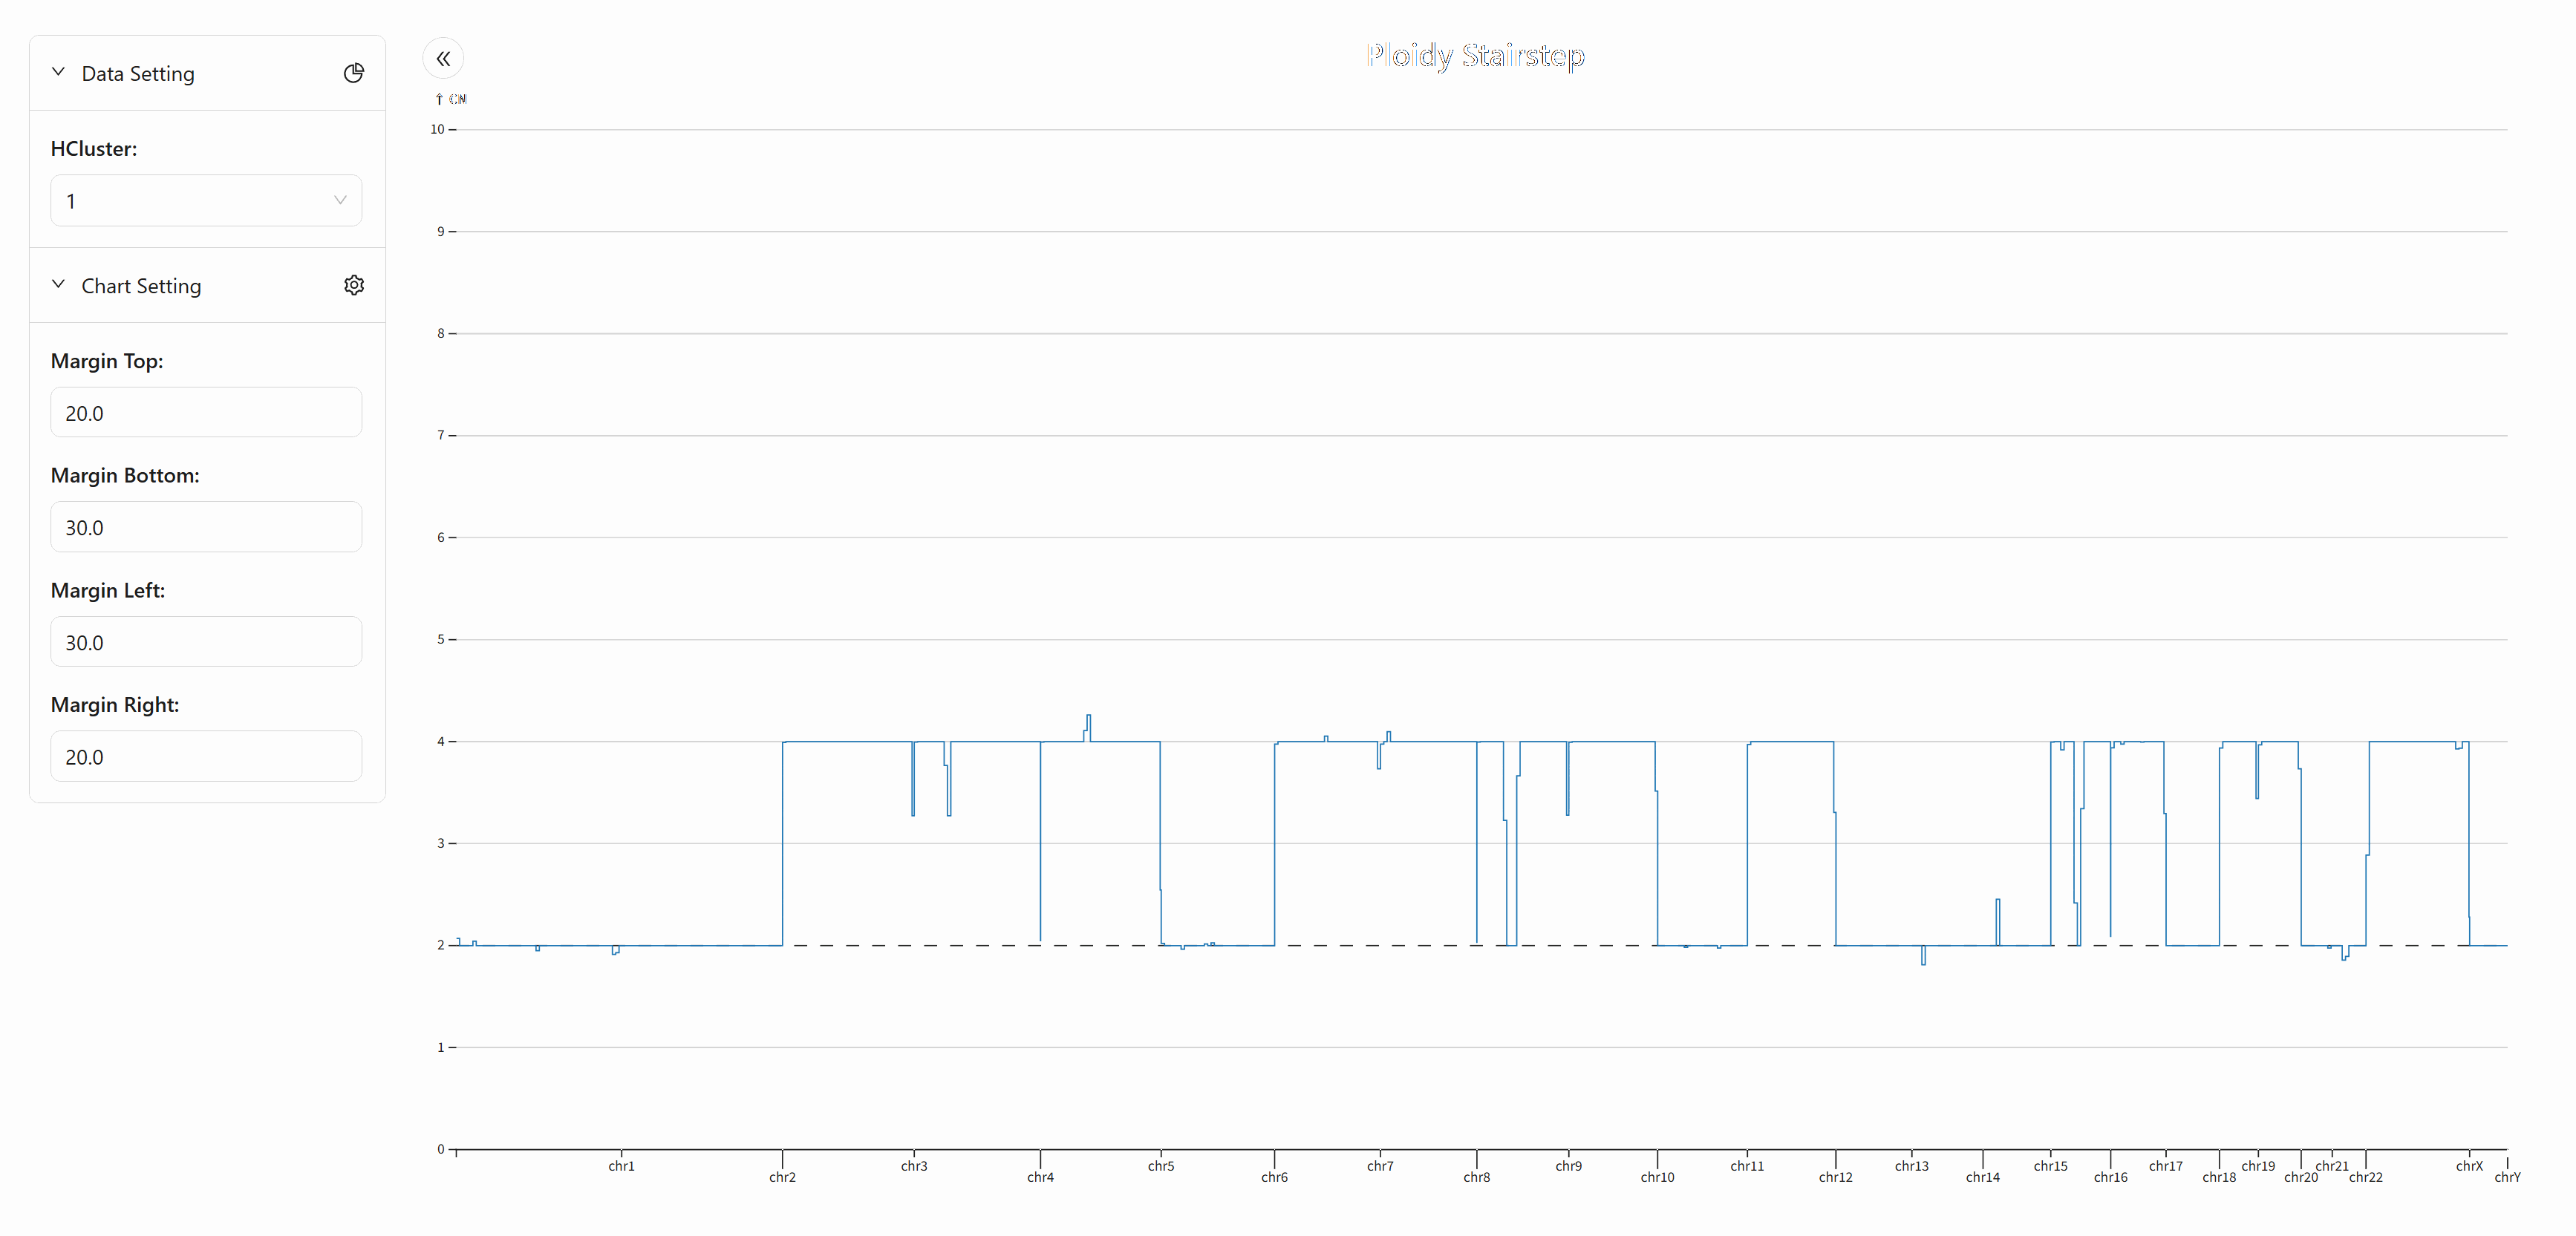 Data Setting
HCluster:
1
Chart Setting
Margin Top:
20.0
Margin Bottom:
30.0
Margin Left:
30.0
Margin Right:
20.0
Ploidy Stairstep
↑ CN
10
9
8
7
6
5
4
3
2
1
0
chr1
chr2
chr3
chr4
chr5
chr6
chr7
chr8
chr9
chr10
chr11
chr12
chr13
chr14
chr15
chr16
chr17
chr18
chr19
chr20
chr21
chr22
chrX
chrY